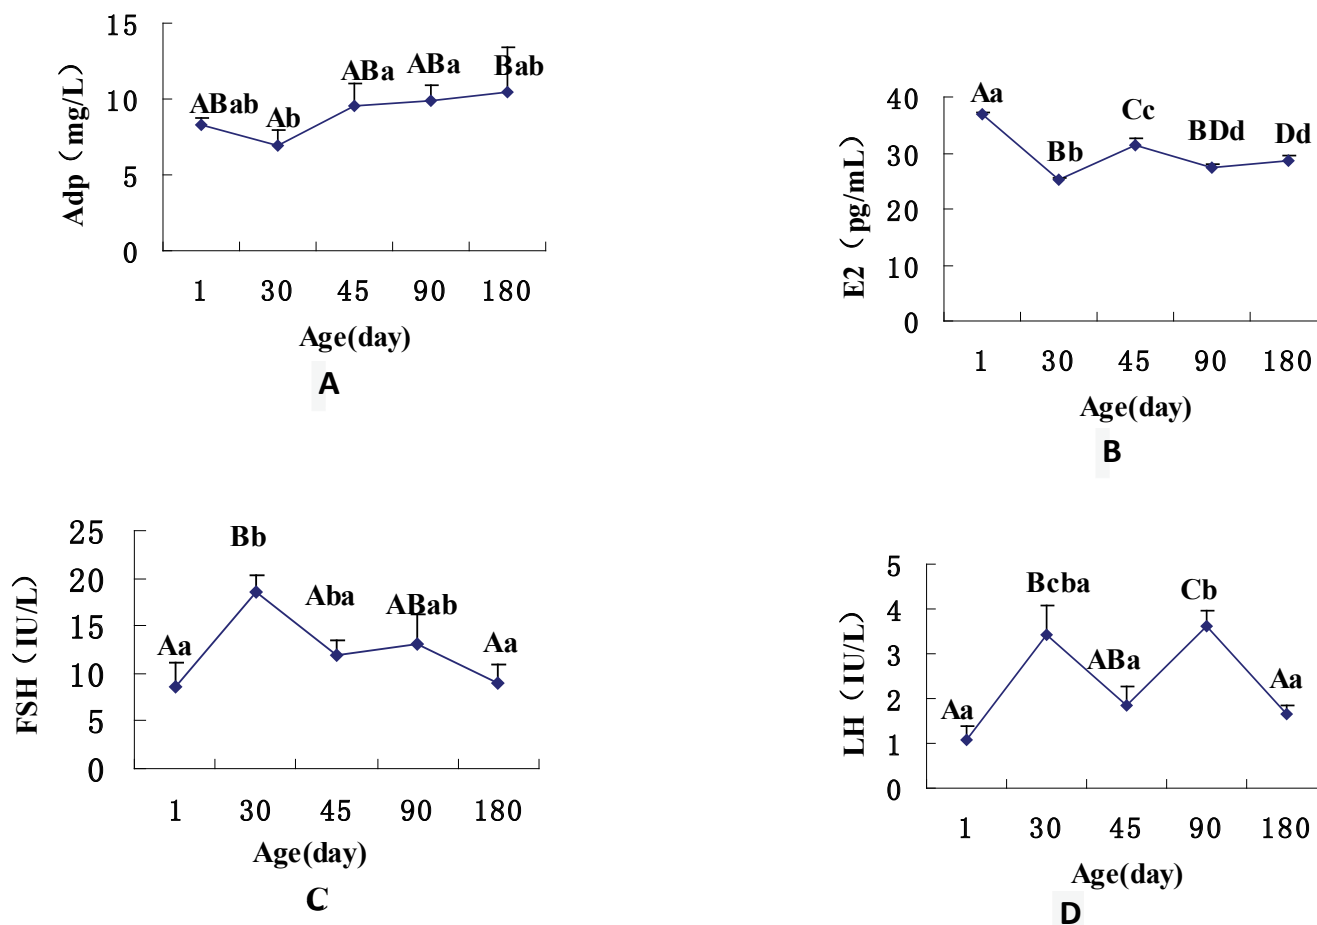 15
10
5
0
Adp（mg/L）
ABab
Ab
ABa
ABa
Bab
1 30 45 90 180
Age(day)
A
40
30
20
10
0
E2（pg/mL）
Aa
Bb
Cc
BDd
Dd
1 30 45 90 180
Age(day)
B
25
20
15
10
5
0
FSH（IU/L）
Aa
Bb
Aba
ABab
Aa
1 30 45 90 180
Age(day)
C
5
4
3
2
1
0
LH（IU/L）
Aa
Bcba
ABa
Cb
Aa
1 30 45 90 180
Age(day)
D